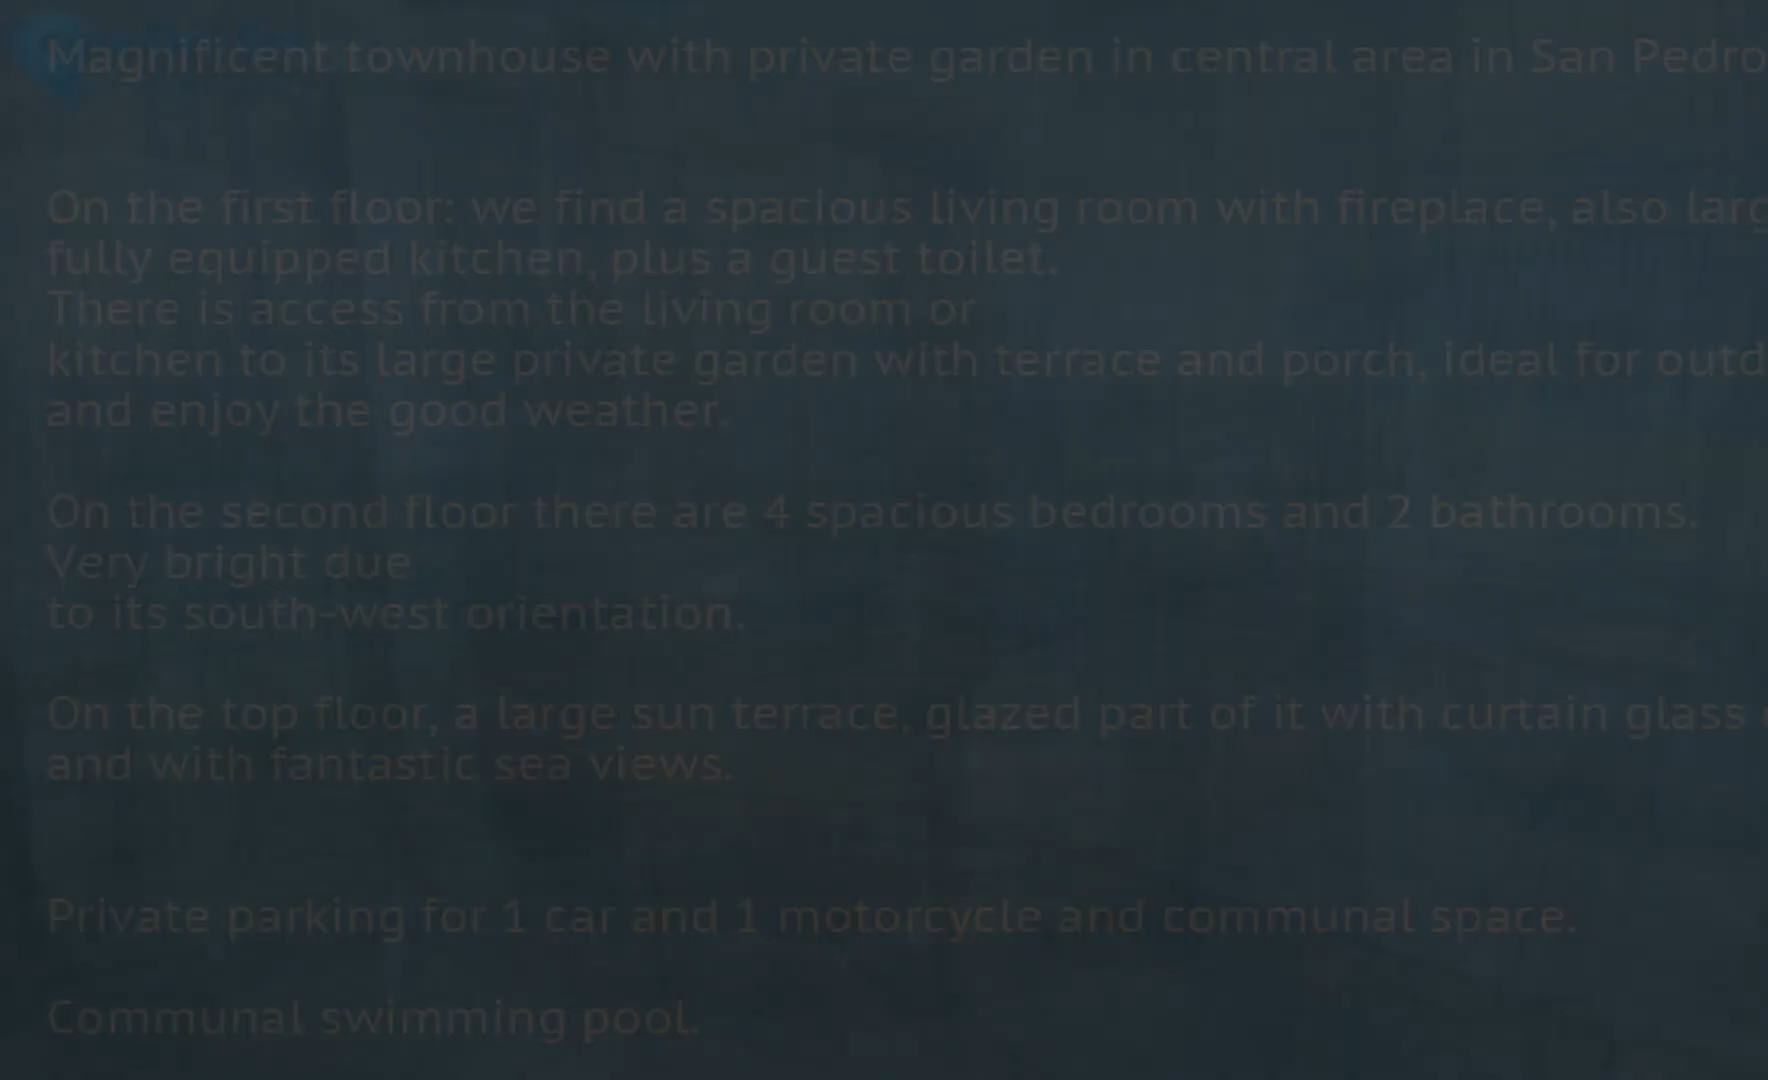 Magnificent townhouse with private garden in central area in San Pedro
On the first floor: we find a spacious living room with fireplace, also larg
fully equipped kitchen, plus a guest toilet.
There is access from the living room or
kitchen to its large private garden with terrace and porch, ideal for outd
and enjoy the good weather.
On the second floor there are 4 spacious bedrooms and 2 bathrooms.
Very bright due
to its south-west orientation.
On the top floor, a large sun terrace, glazed part of it with curtain glass
and with fantastic sea views.
Private parking for 1 car and 1 motorcycle and communal space.
Communal swimming pool.